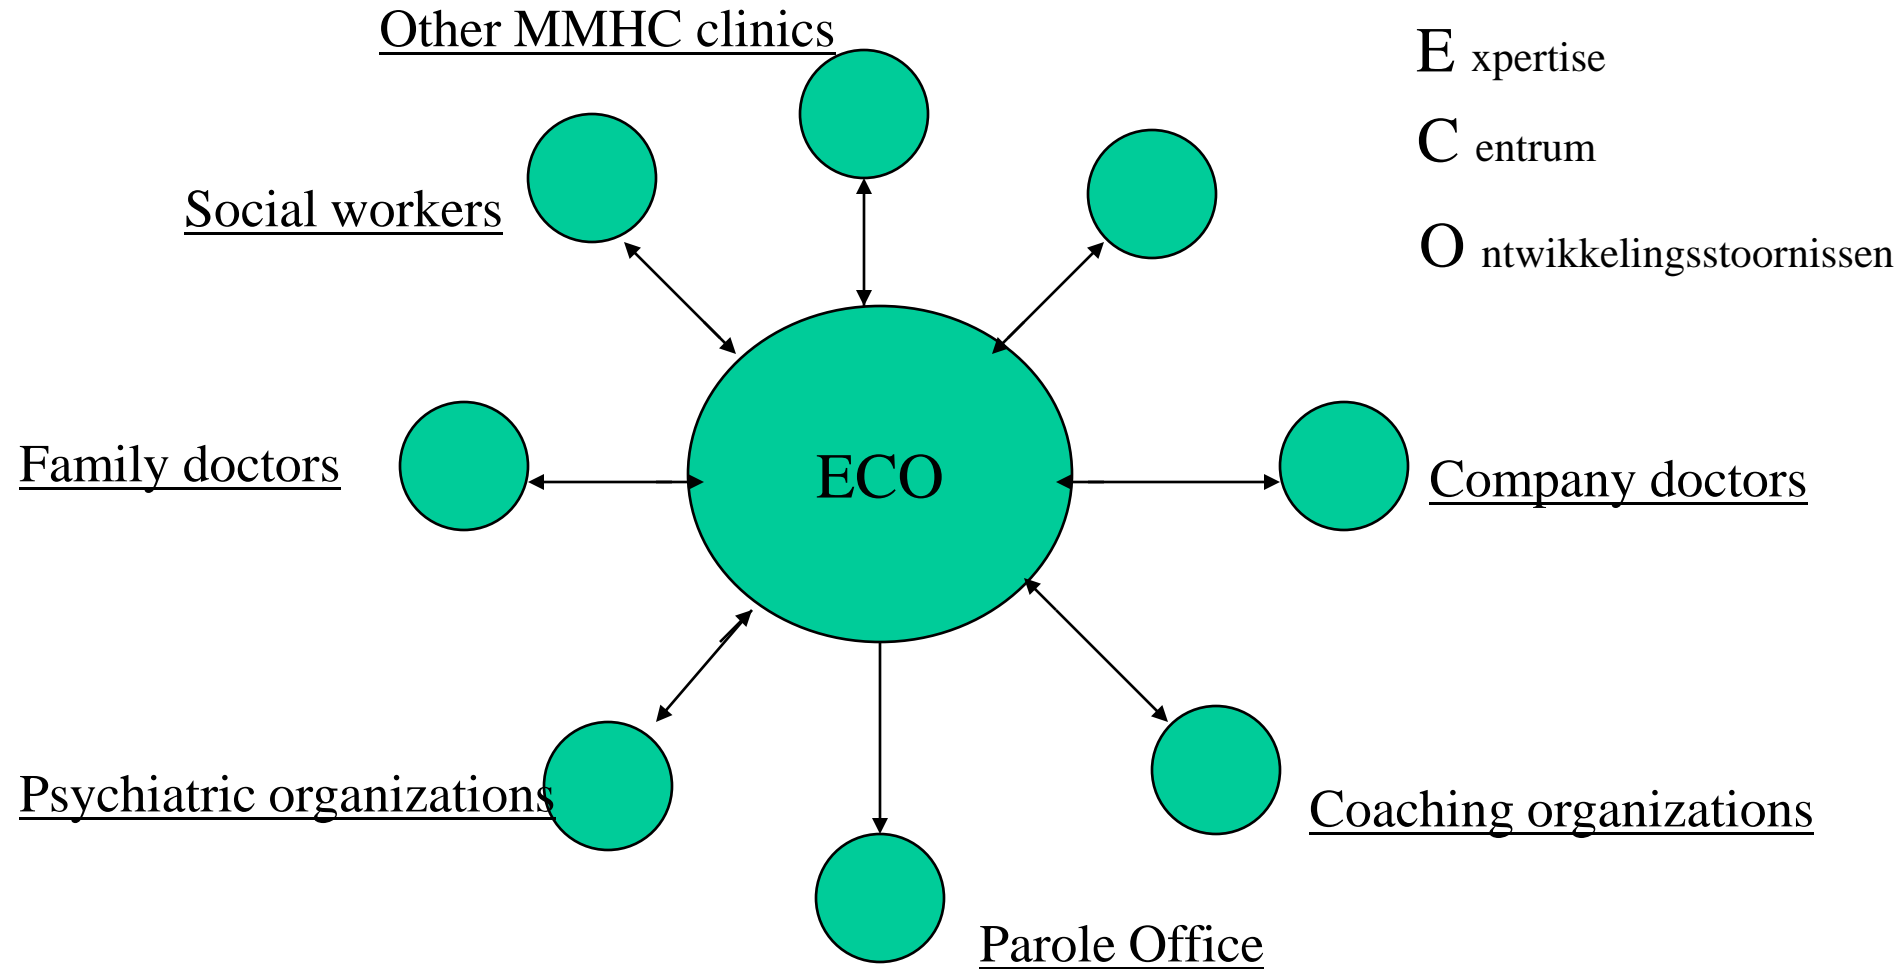 Other MMHC clinics
E xpertise
C entrum
Social workers
O ntwikkelingsstoornissen
Family doctors
ECO
Company doctors
Psychiatric organizations
Coaching organizations
Parole Office